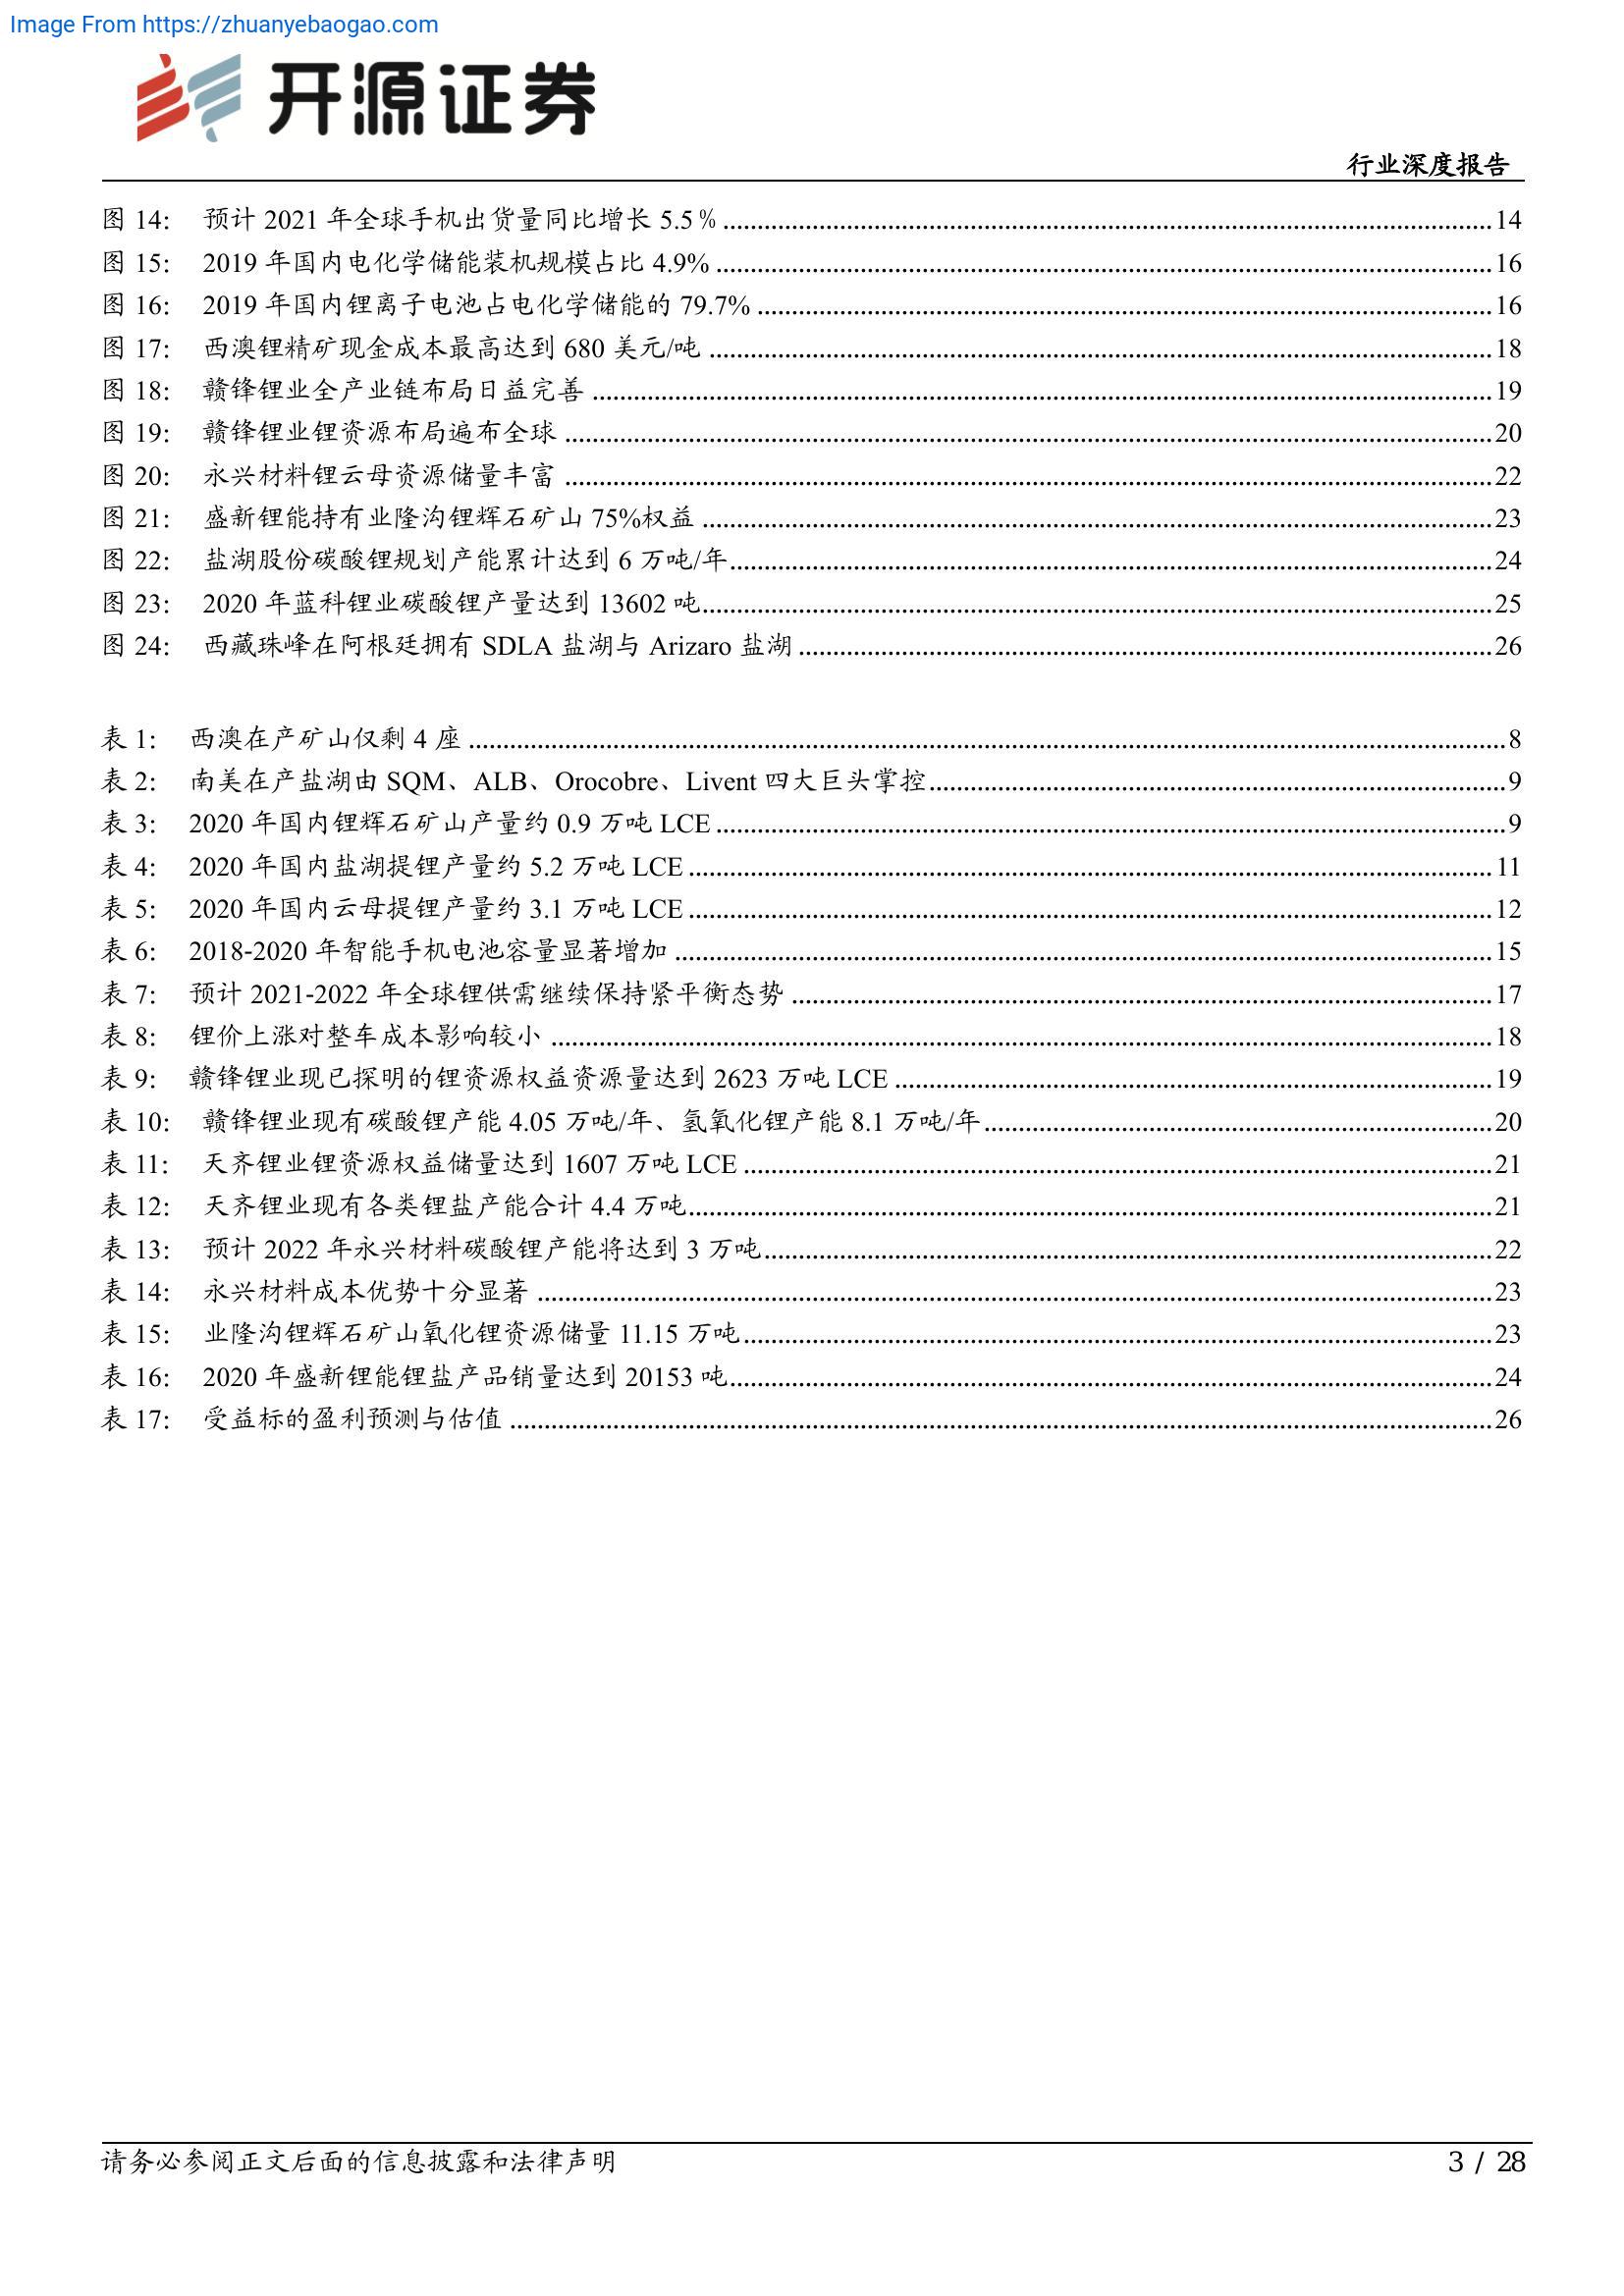 Image From https://zhuanyebaogao.com
开源证券
行业深度报告
图 14: 预计 2021 年全球手机出货量同比增长 5.5% ........ 14
图 15: 2019 年国内电化学储能装机规模占比 4.9% ........ 16
图 16: 2019 年国内锂离子电池占电化学储能的 79.7% ........ 16
图 17: 西澳锂精矿现金成本最高达到 680 美元/吨 ........ 18
图 18: 赣锋锂业全产业链布局日益完善 ........ 19
图 19: 赣锋锂业锂资源布局遍布全球 ........ 20
图 20: 永兴材料锂云母资源储量丰富 ........ 22
图 21: 盛新锂能持有业隆沟锂辉石矿山 75%权益 ........ 23
图 22: 盐湖股份碳酸锂规划产能累计达到 6 万吨/年 ........ 24
图 23: 2020 年蓝科锂业碳酸锂产量达到 13602 吨 ........ 25
图 24: 西藏珠峰在阿根廷拥有 SDLA 盐湖与 Arizaro 盐湖 ........ 26
表 1: 西澳在产矿山仅剩 4 座 ........ 8
表 2: 南美在产盐湖由 SQM、ALB、Orocobre、Livent 四大巨头掌控 ........ 9
表 3: 2020 年国内锂辉石矿山产量约 0.9 万吨 LCE ........ 9
表 4: 2020 年国内盐湖提锂产量约 5.2 万吨 LCE ........ 11
表 5: 2020 年国内云母提锂产量约 3.1 万吨 LCE ........ 12
表 6: 2018-2020 年智能手机电池容量显著增加 ........ 15
表 7: 预计 2021-2022 年全球锂供需继续保持紧平衡态势 ........ 17
表 8: 锂价上涨对整车成本影响较小 ........ 18
表 9: 赣锋锂业现已探明的锂资源权益资源量达到 2623 万吨 LCE ........ 19
表 10: 赣锋锂业现有碳酸锂产能 4.05 万吨/年、氢氧化锂产能 8.1 万吨/年 ........ 20
表 11: 天齐锂业锂资源权益储量达到 1607 万吨 LCE ........ 21
表 12: 天齐锂业现有各类锂盐产能合计 4.4 万吨 ........ 21
表 13: 预计 2022 年永兴材料碳酸锂产能将达到 3 万吨 ........ 22
表 14: 永兴材料成本优势十分显著 ........ 23
表 15: 业隆沟锂辉石矿山氧化锂资源储量 11.15 万吨 ........ 23
表 16: 2020 年盛新锂能锂盐产品销量达到 20153 吨 ........ 24
表 17: 受益标的盈利预测与估值 ........ 26
请务必参阅正文后面的信息披露和法律声明 3 / 28